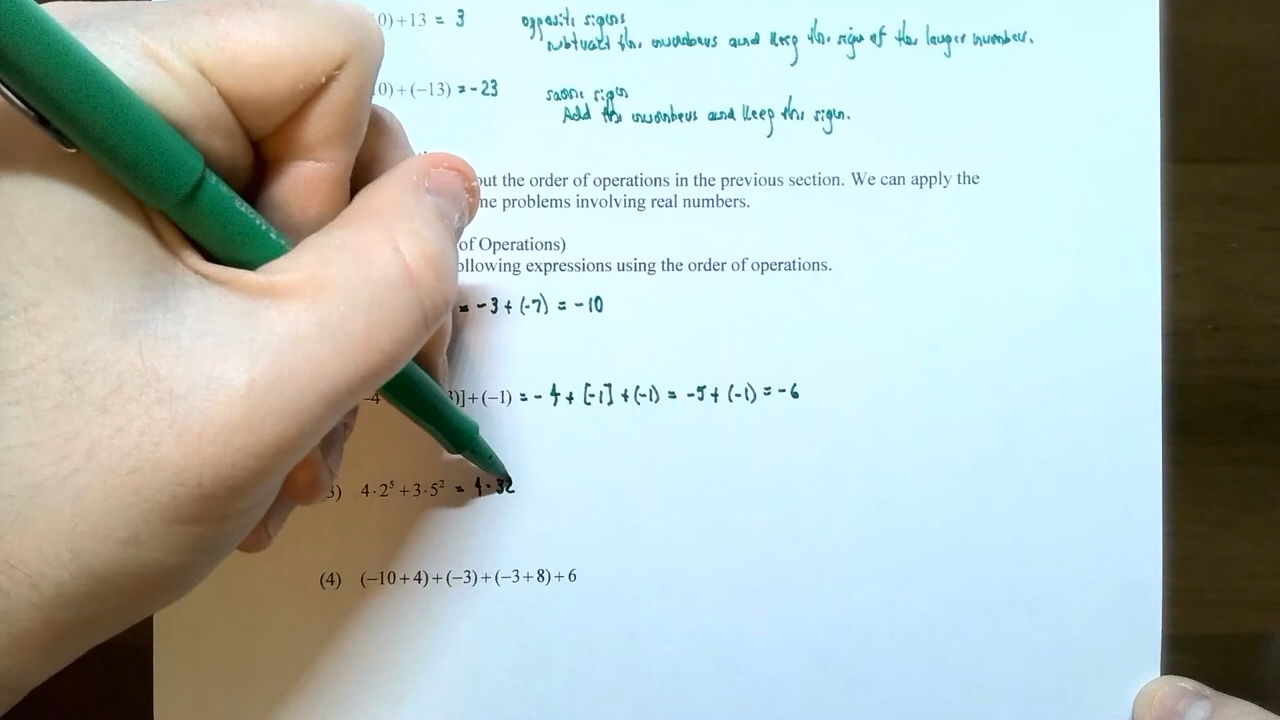 0)+13 = 3 opposite signs
subtract the numbers and keep the sign of the larger number.
0)+(−13) = -23 same sign
Add the numbers and keep this sign.
out the order of operations in the previous section. We can apply the
problems involving real numbers.
of Operations)
ollowing expressions using the order of operations.
= -3 + (-7) = -10
−4 )]+(−1) = - 4 + [-1] + (-1) = -5 + (-1) = -6
3) 4·2⁵+3·5² = 4·32
(4) (−10+4)+(−3)+(−3+8)+6